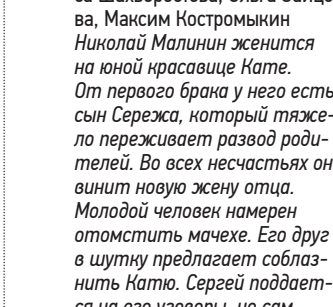 ва, Максим Костромыкин
Николай Малинин женится
на юной красавице Кате.
От первого брака у него есть
сын Сережа, который тяже-
ло переживает развод роди-
телей. Во всех несчастьях он
винит новую жену отца.
Молодой человек намерен
отомстить мачехе. Его друг
в шутку предлагает соблаз-
нить Катю. Сергей поддает-
ся на его уговоры, но сам